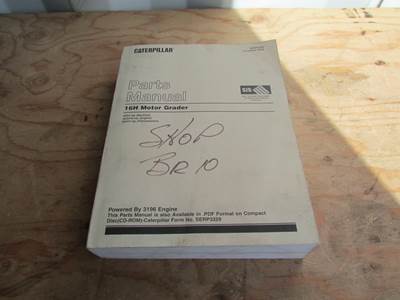 CATERPILLAR
Parts
Manual
SIS
16H Motor Grader
SHOP
BR 10
Powered By 3196 Engine
This Parts Manual is also Available in .PDF Format on Compact
Disc(CD-ROM)-Caterpillar Form No. SERP3229